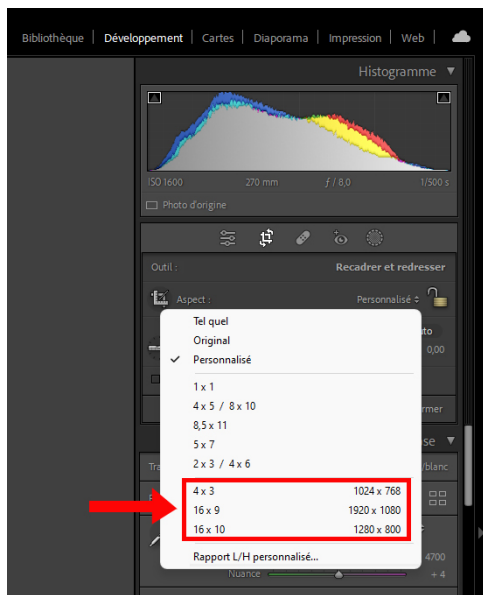 Bibliothèque | Développement | Cartes | Diaporama | Impression | Web |
Histogramme
ISO 1600 270 mm ƒ / 8,0 1/500 s
Photo d'origine
Outil : Recadrer et redresser
Aspect : Personnalisé
Tel quel
Original
Personnalisé
0,00
1 x 1
4 x 5 / 8 x 10
8,5 x 11
5 x 7
2 x 3 / 4 x 6
4 x 3 1024 x 768
16 x 9 1920 x 1080
16 x 10 1280 x 800
Rapport L/H personnalisé...
4700
Nuance + 4